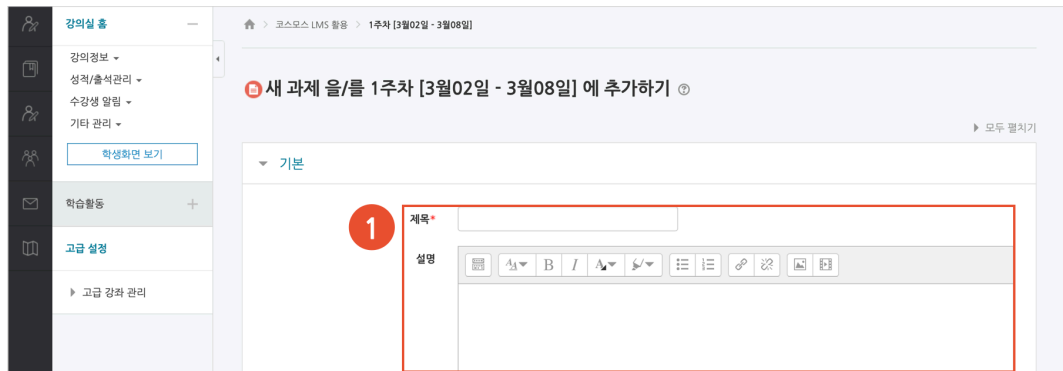 강의실 홈
코스모스 LMS 활용 > 1주차 [3월02일 - 3월08일]
강의정보
성적/출석관리
수강생 알림
기타 관리
학생화면 보기
학습활동
고급 설정
고급 강좌 관리
새 과제 을/를 1주차 [3월02일 - 3월08일] 에 추가하기
모두 펼치기
기본
1
제목*
설명